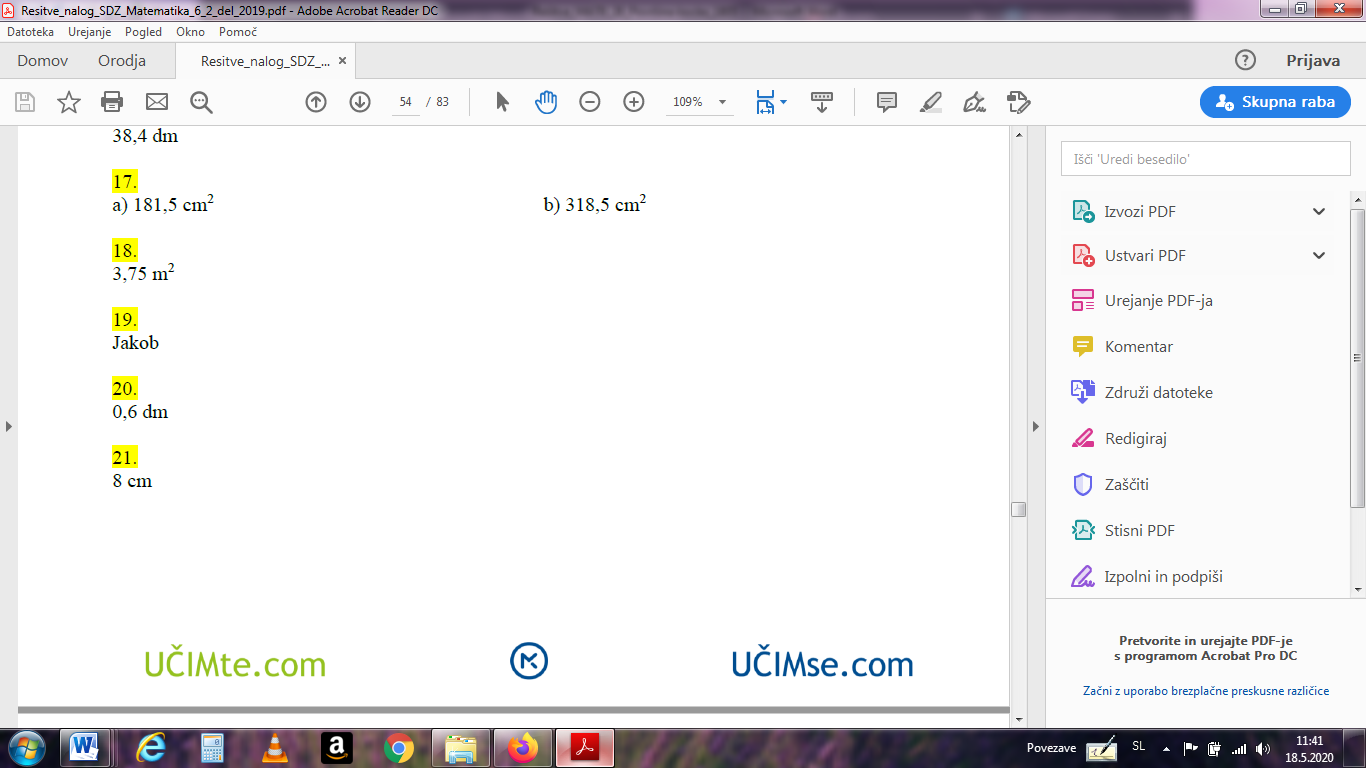 Resitve_nalog_SDZ_Matematika_6_2_del_2019.pdf - Adobe Acrobat Reader DC
Datoteka Urejanje Pogled Okno Pomoč
Domov Orodja Resitve_nalog_SDZ_... × Prijava
54 / 83 109% Skupna raba
38,4 dm
17.
a) 181,5 cm² b) 318,5 cm²
18.
3,75 m²
19.
Jakob
20.
0,6 dm
21.
8 cm
UČIMte.com UČIMse.com
Išči 'Uredi besedilo'
Izvozi PDF
Ustvari PDF
Urejanje PDF-ja
Komentar
Združi datoteke
Redigiraj
Zaščiti
Stisni PDF
Izpolni in podpiši
Pretvorite in urejajte PDF-je
s programom Acrobat Pro DC
Začni z uporabo brezplačne preskusne različice
Povezave SL 11:41
18.5.2020